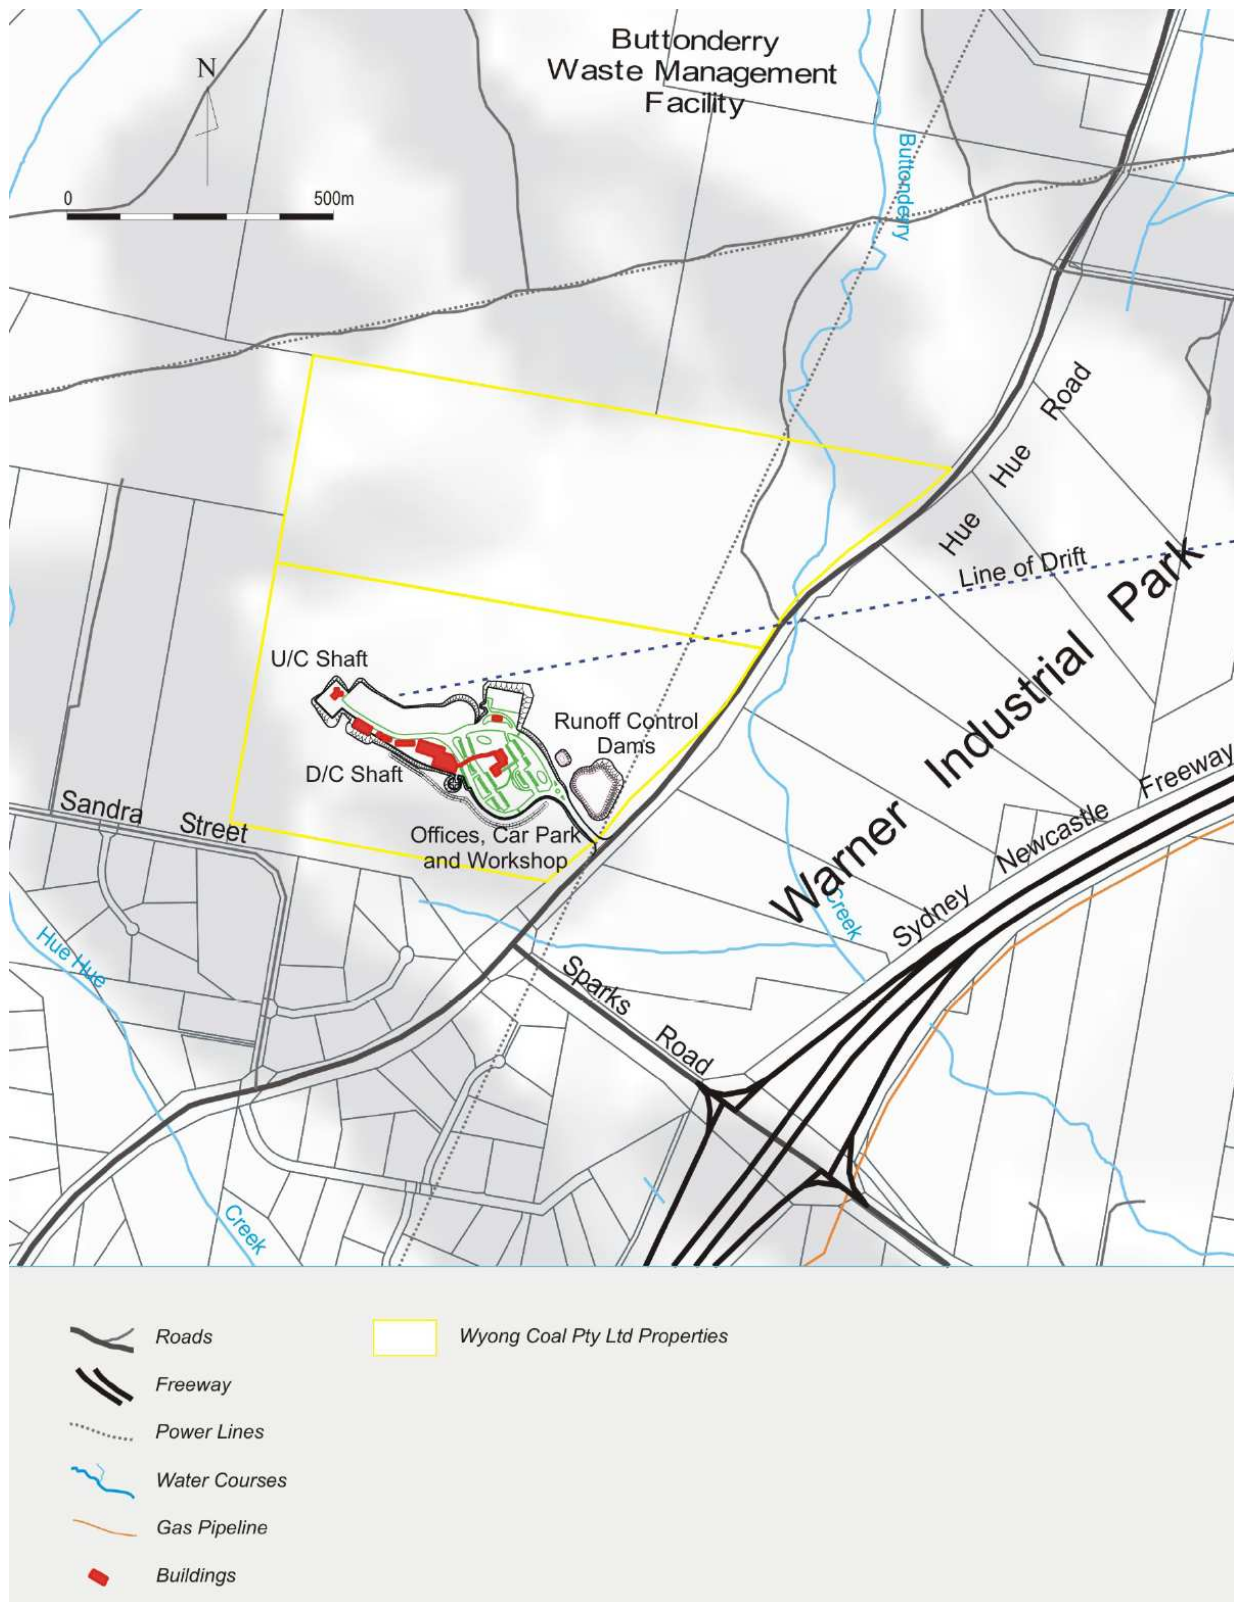 Buttonderry
Waste Management
Facility
N
0 500m
Buttonderry
Hue Hue Road
Hue
Line of Drift
Warner Industrial Park
U/C Shaft
Runoff Control
Dams
D/C Shaft
Offices, Car Park
and Workshop
Sandra Street
Sydney Newcastle Freeway
Creek
Hue Hue
Creek
Sparks Road
Roads
Wyong Coal Pty Ltd Properties
Freeway
Power Lines
Water Courses
Gas Pipeline
Buildings